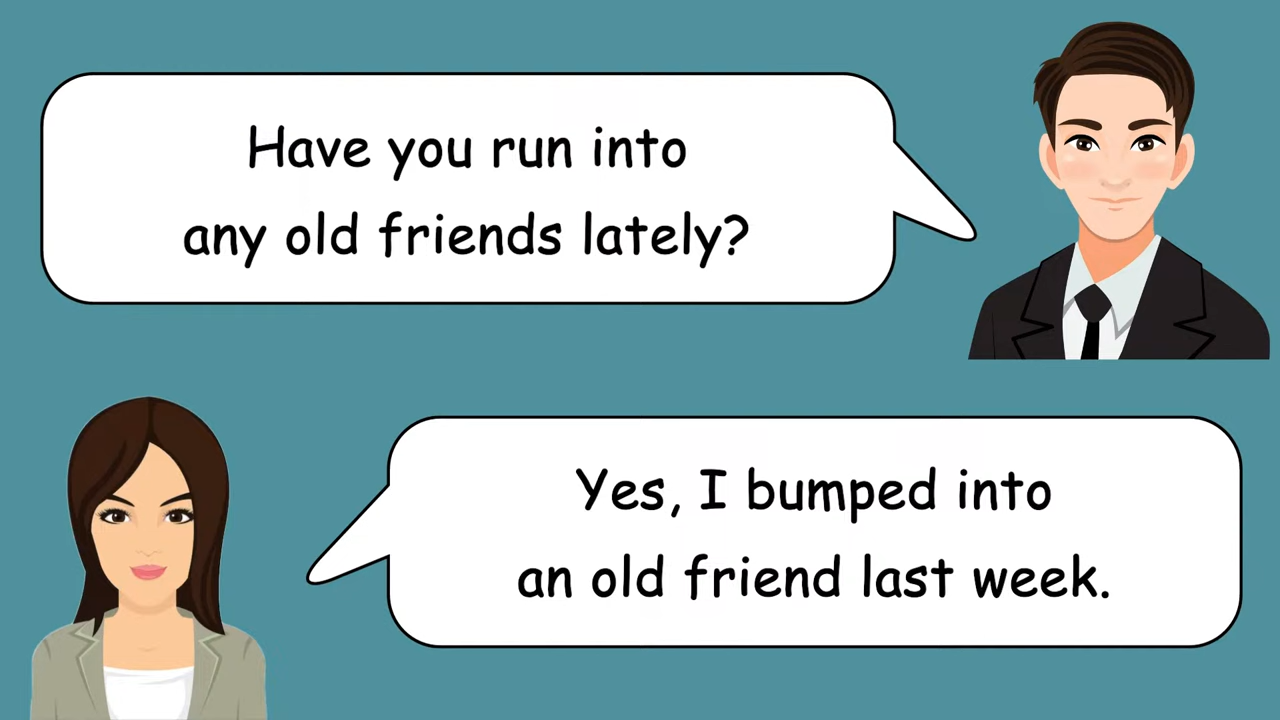 Have you run into
any old friends lately?
Yes, I bumped into
an old friend last week.